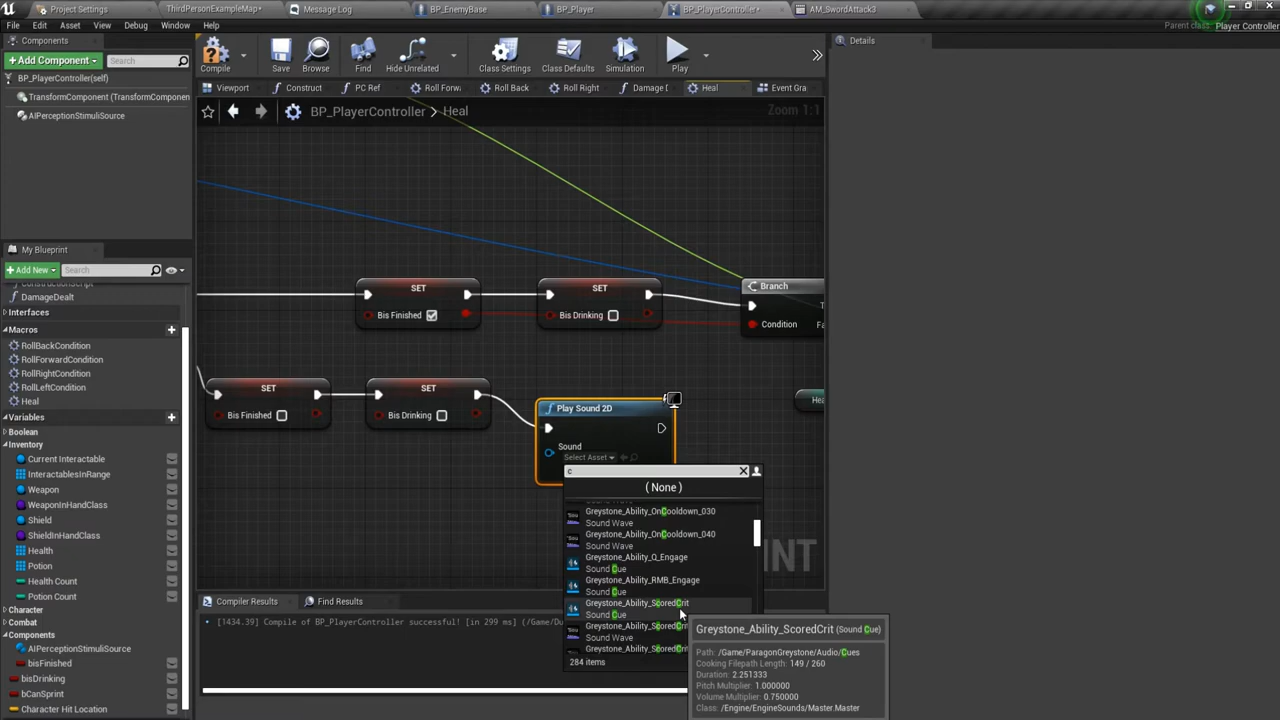 Project Settings
ThirdPersonExampleMap*
Message Log
BP_EnemyBase
BP_Player
BP_PlayerController*
AM_SwordAttack3
File Edit Asset View Debug Window Help
Parent class: Player Controller
Components
+Add Component
Search
BP_PlayerController(self)
TransformComponent (TransformComponen
AIPerceptionStimuliSource
Compile
Save
Browse
Find
Hide Unrelated
Class Settings
Class Defaults
Simulation
Play
Details
Viewport
Construct
PC Ref
Roll Forw
Roll Back
Roll Right
Damage D
Heal
Event Gra
BP_PlayerController > Heal
Zoom 1:1
My Blueprint
+Add New
Search
ConstructionScript
DamageDealt
Interfaces
Macros
RollBackCondition
RollForwardCondition
RollRightCondition
RollLeftCondition
Heal
Variables
Boolean
Inventory
Current Interactable
InteractablesInRange
Weapon
WeaponInHandClass
Shield
ShieldInHandClass
Health
Potion
Health Count
Potion Count
Character
Combat
Components
AIPerceptionStimuliSource
bisFinished
bisDrinking
bCanSprint
Character Hit Location
SET
Bis Finished
SET
Bis Drinking
Branch
Condition
Fa
SET
Bis Finished
SET
Bis Drinking
Play Sound 2D
Sound
Select Asset
Hea
c
(None)
Sound Wave
Greystone_Ability_OnCooldown_030
Sound Wave
Greystone_Ability_OnCooldown_040
Sound Wave
Greystone_Ability_Q_Engage
Sound Cue
Greystone_Ability_RMB_Engage
Sound Cue
Greystone_Ability_ScoredCrit
Sound Cue
Greystone_Ability_ScoredCrit
Sound Wave
Greystone_Ability_ScoredCrit
284 items
Greystone_Ability_ScoredCrit (Sound Cue)
Path: /Game/ParagonGreystone/Audio/Cues
Cooking Filepath Length: 149 / 260
Duration: 2.251333
Pitch Multiplier: 1.000000
Volume Multiplier: 0.750000
Class: /Engine/EngineSounds/Master.Master
Compiler Results
Find Results
[1434.39] Compile of BP_PlayerController successful! [in 299 ms] (/Game/Du